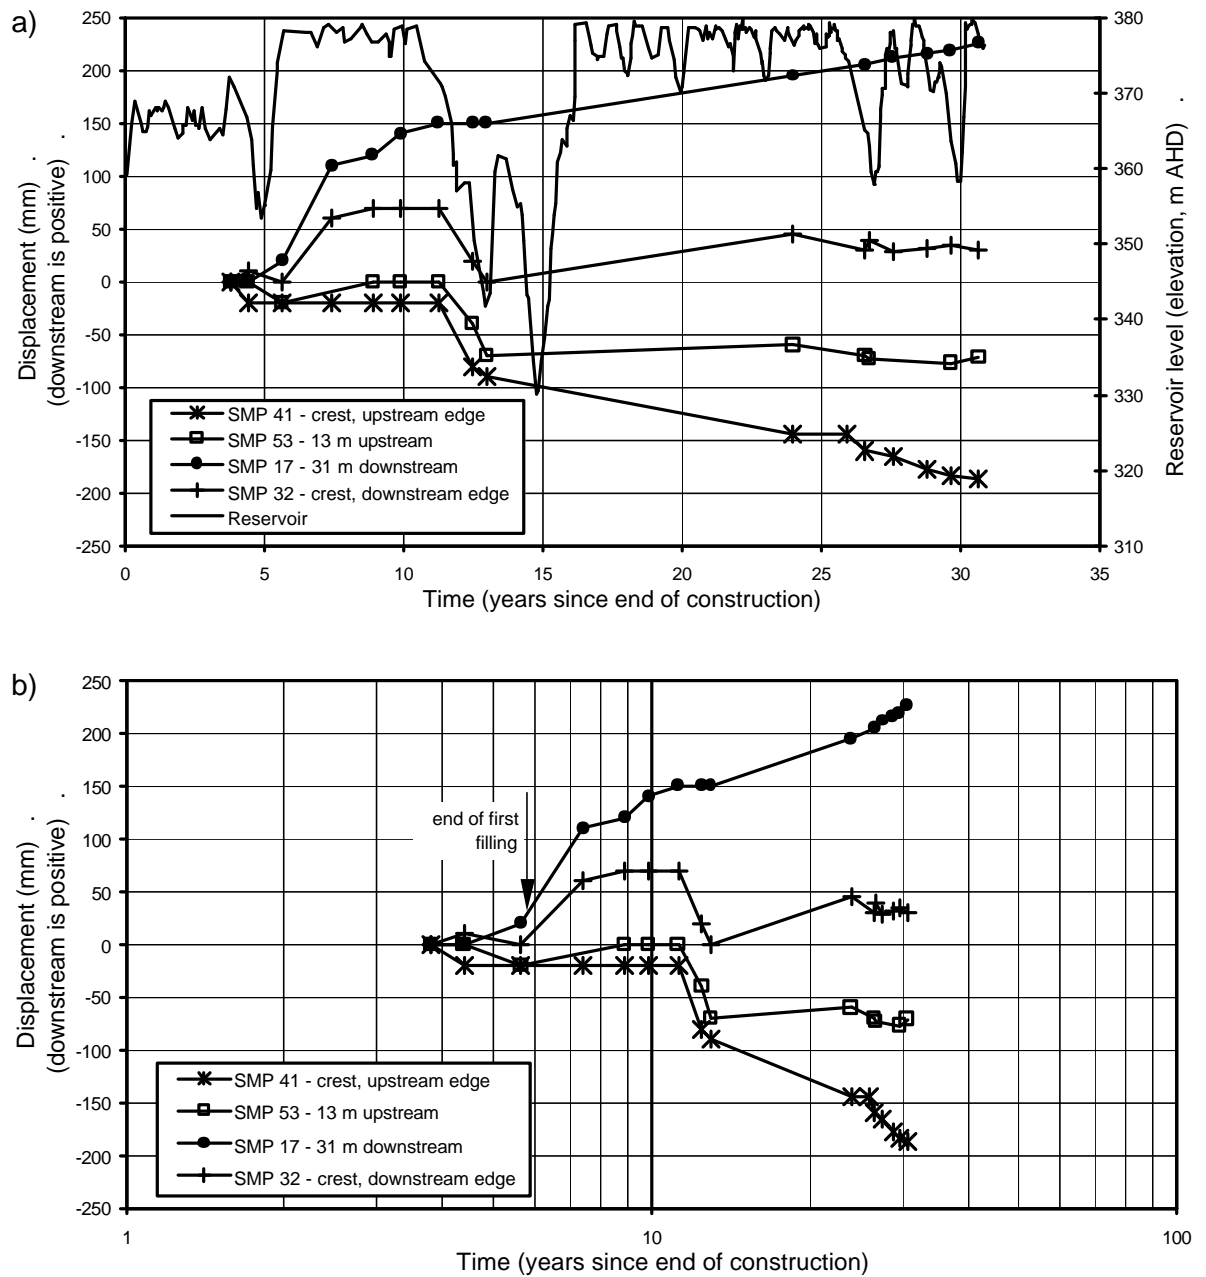 a)
250
200
150
100
50
0
-50
-100
-150
-200
-250
Displacement (mm) .
(downstream is positive) .
380
370
360
350
340
330
320
310
Reservoir level (elevation, m AHD) .
SMP 41 - crest, upstream edge
SMP 53 - 13 m upstream
SMP 17 - 31 m downstream
SMP 32 - crest, downstream edge
Reservoir
0 5 10 15 20 25 30 35
Time (years since end of construction)
b)
250
200
150
100
50
0
-50
-100
-150
-200
-250
Displacement (mm) .
(downstream is positive) .
end of first
filling
SMP 41 - crest, upstream edge
SMP 53 - 13 m upstream
SMP 17 - 31 m downstream
SMP 32 - crest, downstream edge
1 10 100
Time (years since end of construction)